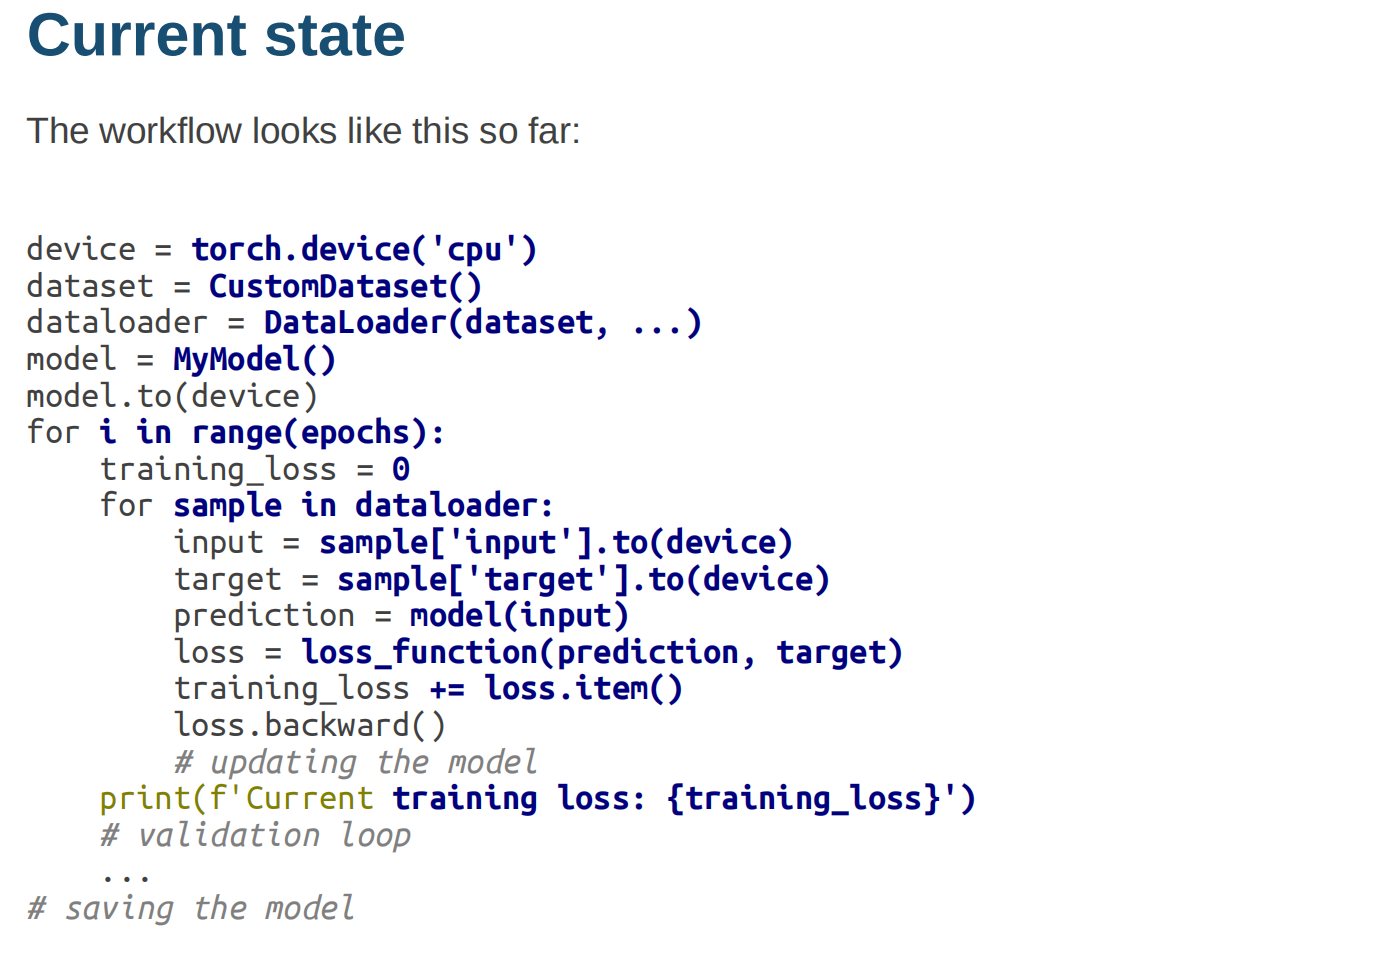 Current state
The workflow looks like this so far:
device = torch.device('cpu')
dataset = CustomDataset()
dataloader = DataLoader(dataset, ...)
model = MyModel()
model.to(device)
for i in range(epochs):
    training_loss = 0
    for sample in dataloader:
        input = sample['input'].to(device)
        target = sample['target'].to(device)
        prediction = model(input)
        loss = loss_function(prediction, target)
        training_loss += loss.item()
        loss.backward()
        # updating the model
    print(f'Current training loss: {training_loss}')
    # validation loop
    ...
# saving the model